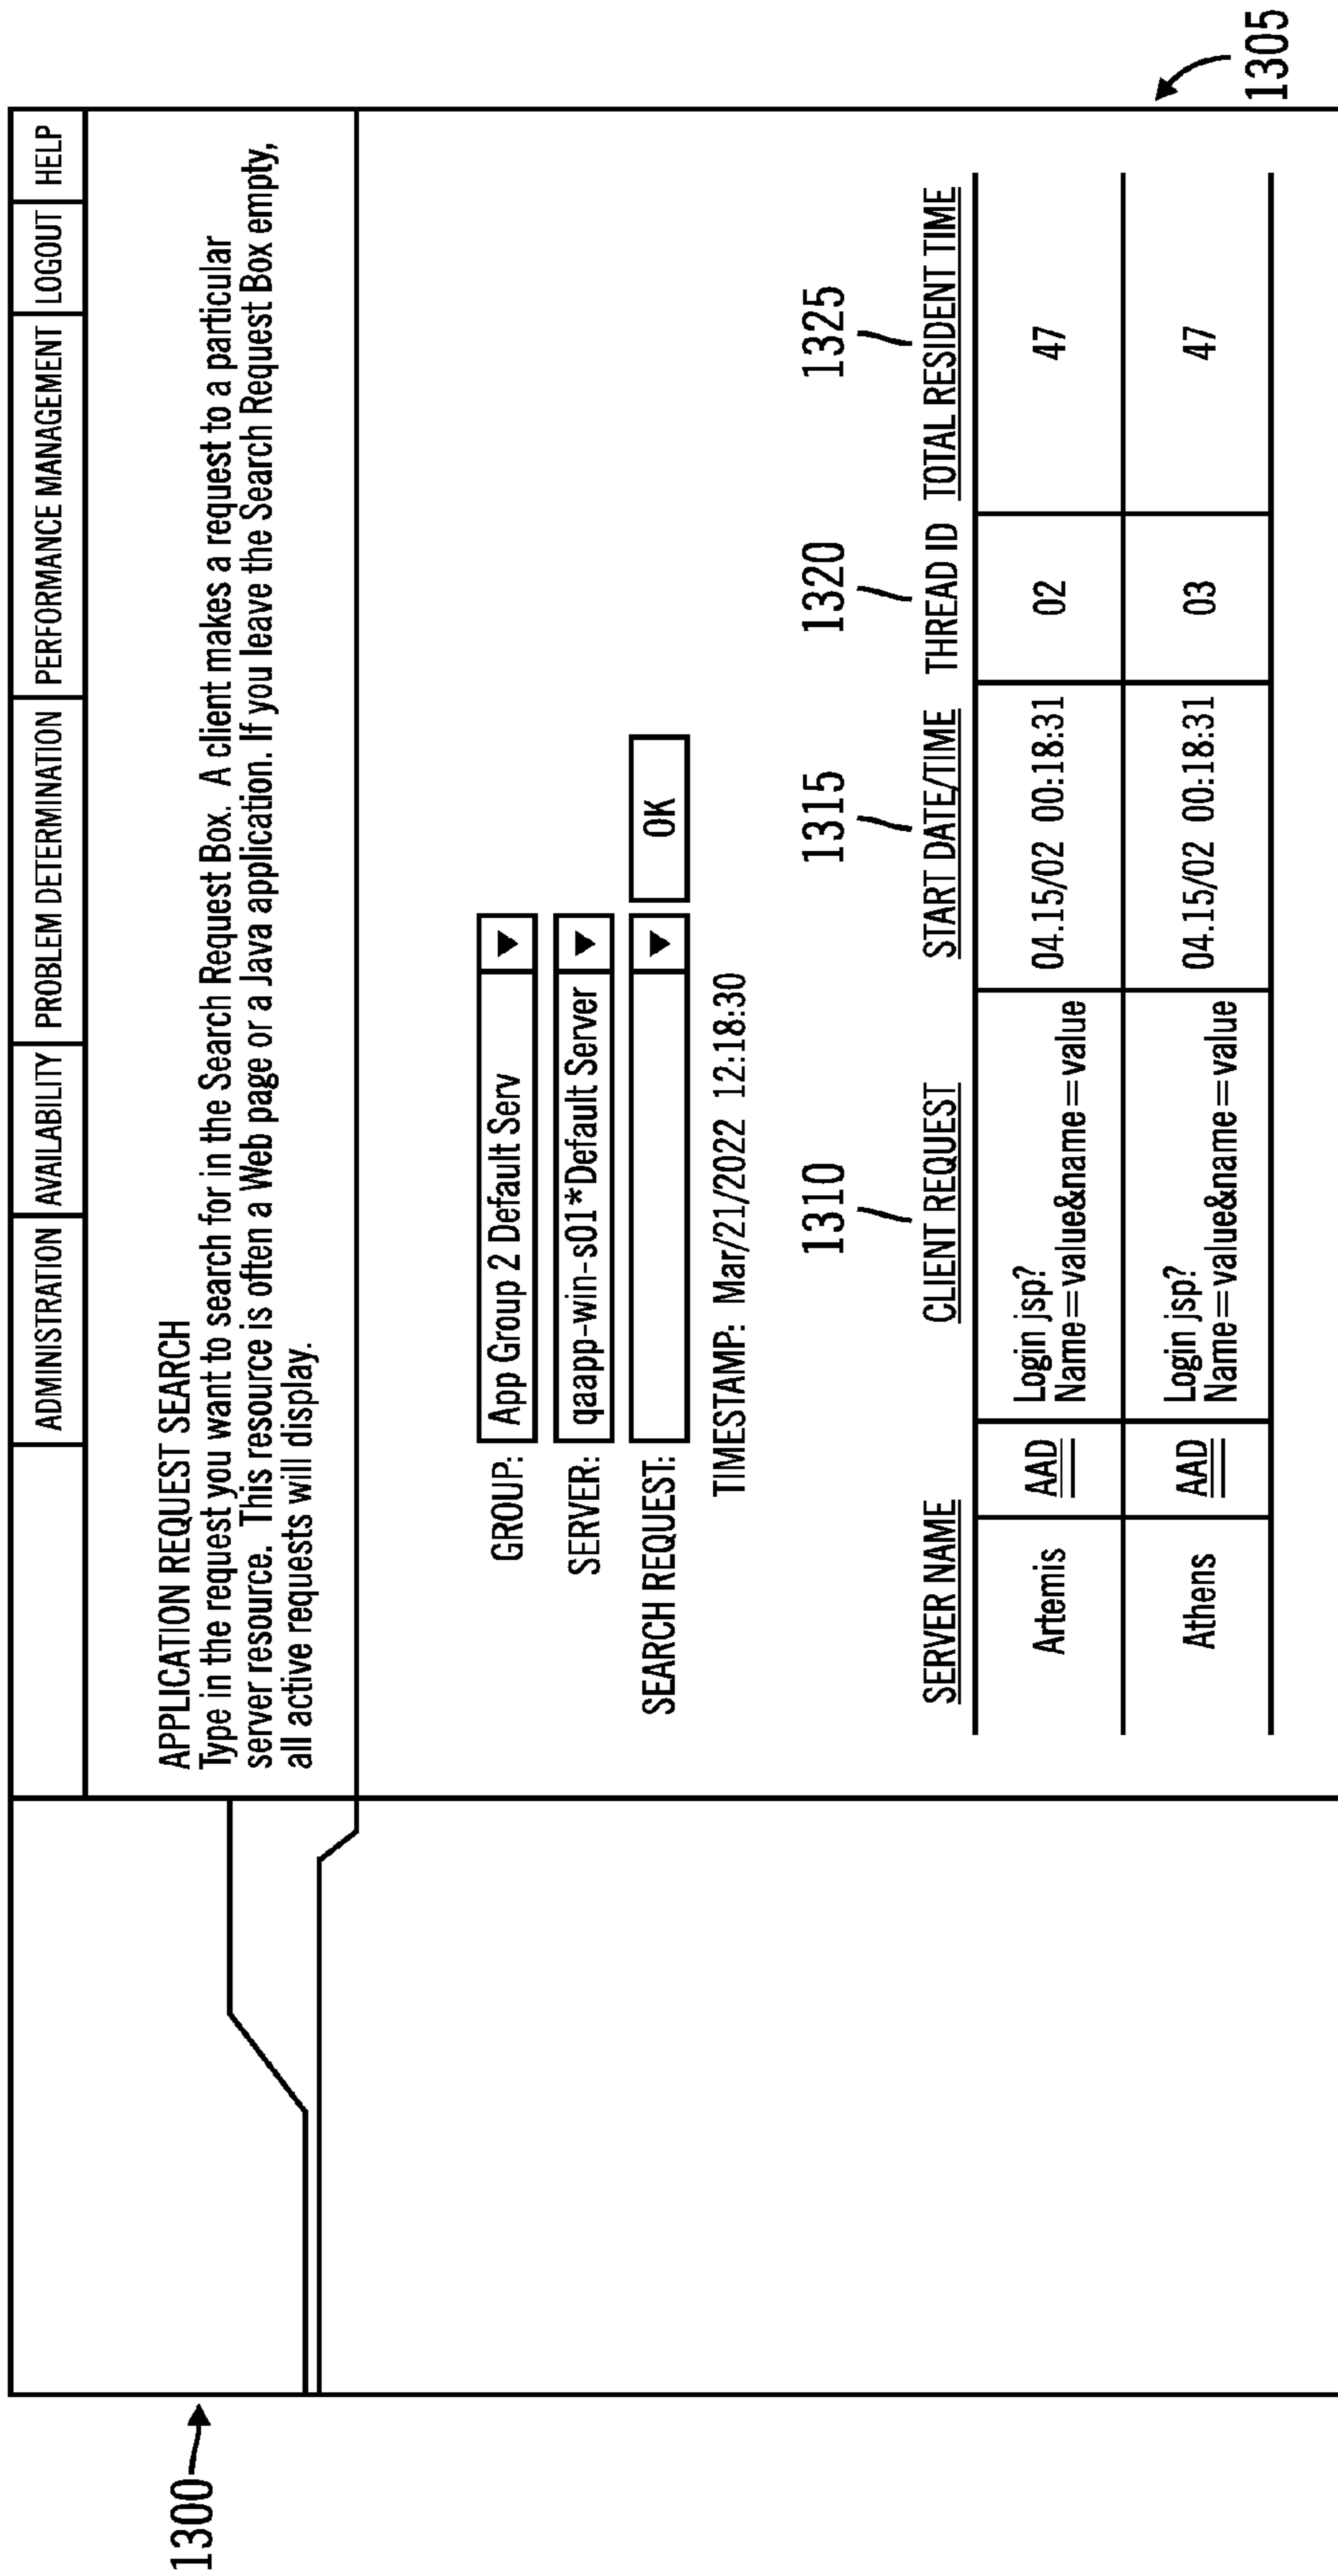 1300
ADMINISTRATION AVAILABILITY PROBLEM DETERMINATION PERFORMANCE MANAGEMENT LOGOUT HELP
APPLICATION REQUEST SEARCH
Type in the request you want to search for in the Search Request Box. A client makes a request to a particular
server resource. This resource is often a Web page or a Java application. If you leave the Search Request Box empty,
all active requests will display.
GROUP: App Group 2 Default Serv ▼
SERVER: qaapp-win-s01*Default Server ▼
SEARCH REQUEST: ▼ OK
TIMESTAMP: Mar/21/2022 12:18:30
1310 1315 1320 1325
SERVER NAME CLIENT REQUEST START DATE/TIME THREAD ID TOTAL RESIDENT TIME
Artemis AAD Login jsp? 04.15/02 00:18:31 02 47
Name=value&name=value
Athens AAD Login jsp? 04.15/02 00:18:31 03 47
Name=value&name=value
1305